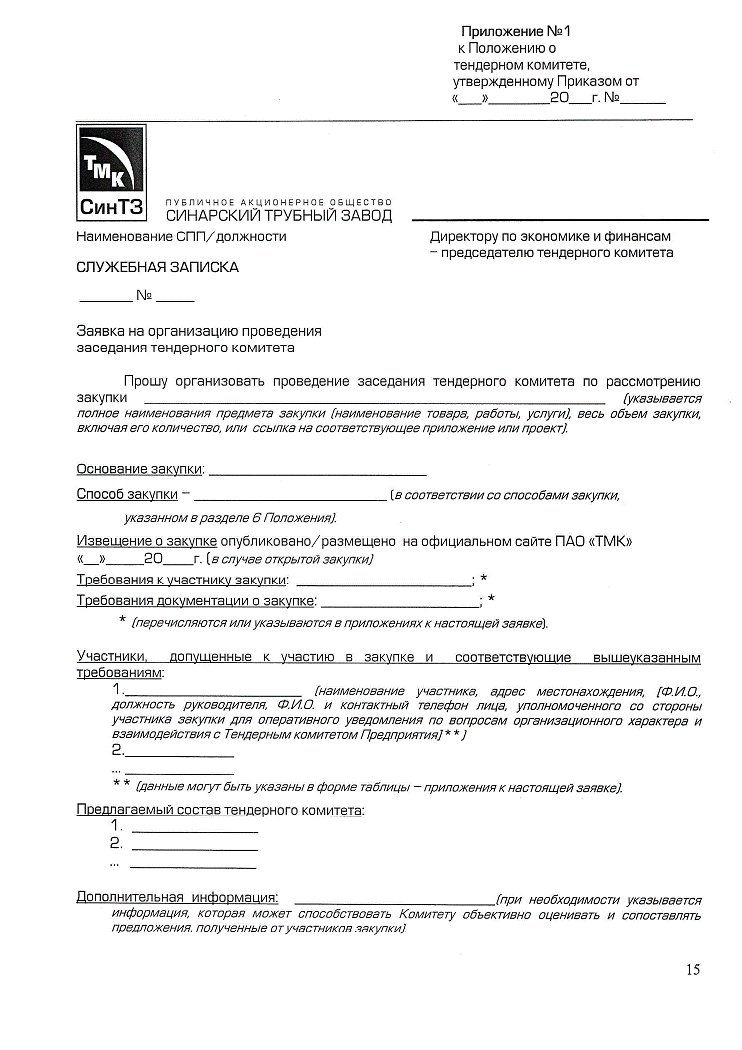 Приложение №1
к Положению о
тендерном комитете,
утвержденному Приказом от
«___»________20___г. №______
ТМК
СинТЗ
ПУБЛИЧНОЕ АКЦИОНЕРНОЕ ОБЩЕСТВО
СИНАРСКИЙ ТРУБНЫЙ ЗАВОД
Наименование СПП/должности
Директору по экономике и финансам
– председателю тендерного комитета
СЛУЖЕБНАЯ ЗАПИСКА
_______ № _____
Заявка на организацию проведения
заседания тендерного комитета
Прошу организовать проведение заседания тендерного комитета по рассмотрению
закупки ______________________________ (указывается
полное наименования предмета закупки (наименование товара, работы, услуги), весь объем закупки,
включая его количество, или ссылка на соответствующее приложение или проект).
Основание закупки: ____________________________
Способ закупки – _________________________ (в соответствии со способами закупки,
указанном в разделе 6 Положения).
Извещение о закупке опубликовано/размещено на официальном сайте ПАО «ТМК»
«__»_____20____г. (в случае открытой закупки)
Требования к участнику закупки: _______________________; *
Требования документации о закупке: _____________________; *
* (перечисляются или указываются в приложениях к настоящей заявке).
Участники, допущенные к участию в закупке и соответствующие вышеуказанным
требованиям:
1.______________________ (наименование участника, адрес местонахождения, [Ф.И.О.,
должность руководителя, Ф.И.О. и контактный телефон лица, уполномоченного со стороны
участника закупки для оперативного уведомления по вопросам организационного характера и
взаимодействия с Тендерным комитетом Предприятия]**)
2.______________
... ______________
** (данные могут быть указаны в форме таблицы – приложения к настоящей заявке).
Предлагаемый состав тендерного комитета:
1. ________________
2. ________________
... ________________
Дополнительная информация: __________________________(при необходимости указывается
информация, которая может способствовать Комитету объективно оценивать и сопоставлять
предложения, полученные от участников закупки)
15